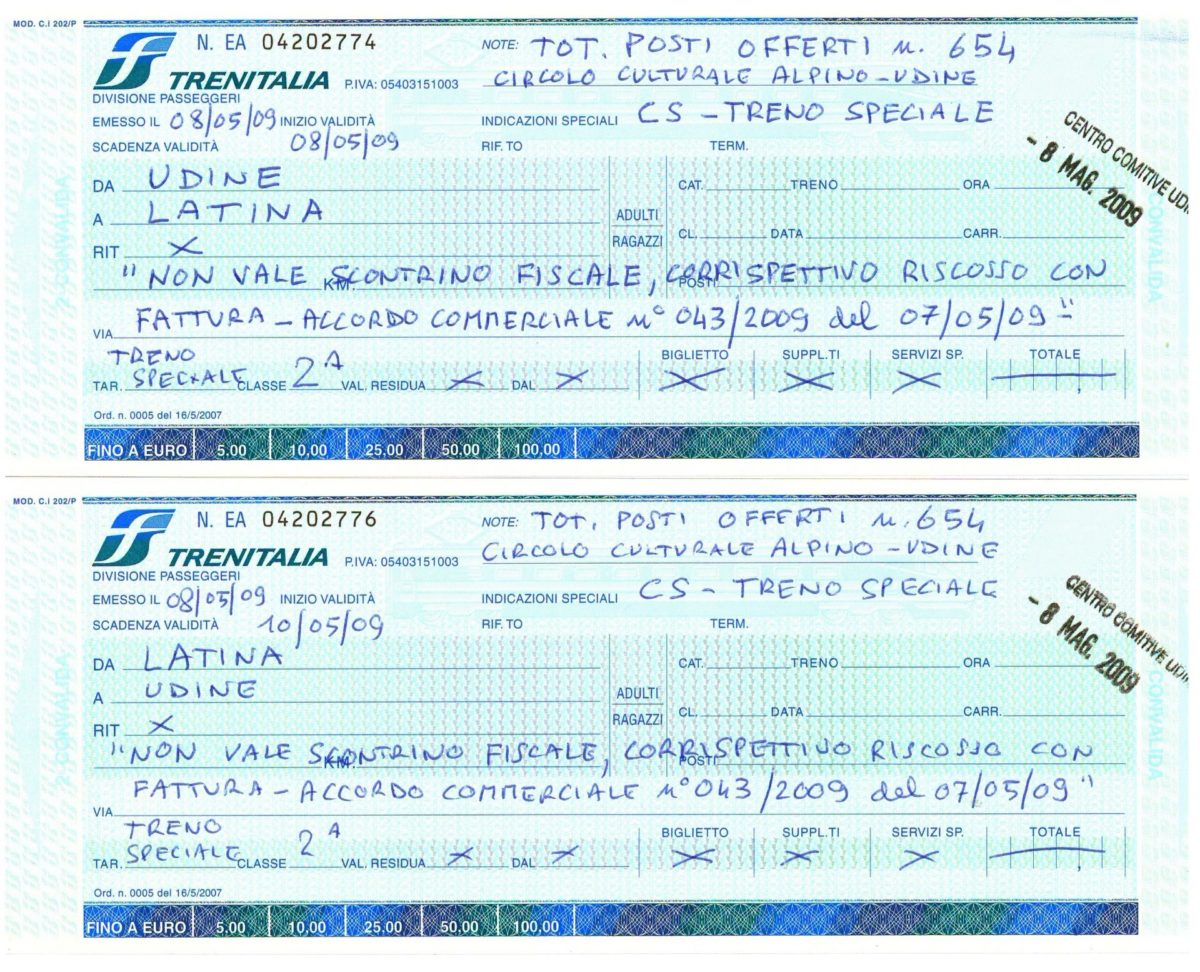 MOD. C.I 202/P
N. EA 04202774
NOTE: TOT. POSTI OFFERTI n. 654
TRENITALIA P.IVA: 05403151003 CIRCOLO CULTURALE ALPINO - UDINE
DIVISIONE PASSEGGERI
EMESSO IL 08/05/09 INIZIO VALIDITÀ INDICAZIONI SPECIALI CS - TRENO SPECIALE
SCADENZA VALIDITÀ 08/05/09 RIF. TO TERM.
CENTRO COMITIVE UDI
- 8 MAG. 2009
DA UDINE CAT. TRENO ORA
A LATINA ADULTI
RIT X RAGAZZI CL. DATA CARR.
"NON VALE SCONTRINO FISCALE, CORRISPETTIVO RISCOSSO CON
KM. POSTI
VIA FATTURA - ACCORDO COMMERCIALE n° 043/2009 del 07/05/09"
TRENO BIGLIETTO SUPPL.TI SERVIZI SP. TOTALE
TAR. SPECIALE CLASSE 2A VAL. RESIDUA X DAL X X X X
Ord. n. 0005 del 16/5/2007
FINO A EURO 5.00 10,00 25.00 50.00 100.00
2-CONVALIDA
CONVALIDA
MOD. C.I 202/P
N. EA 04202776
NOTE: TOT. POSTI OFFERTI n. 654
TRENITALIA P.IVA: 05403151003 CIRCOLO CULTURALE ALPINO - UDINE
DIVISIONE PASSEGGERI
EMESSO IL 08/05/09 INIZIO VALIDITÀ INDICAZIONI SPECIALI CS - TRENO SPECIALE
SCADENZA VALIDITÀ 10/05/09 RIF. TO TERM.
CENTRO COMITIVE UDI
- 8 MAG. 2009
DA LATINA CAT. TRENO ORA
A UDINE ADULTI
RIT X RAGAZZI CL. DATA CARR.
"NON VALE SCONTRINO FISCALE, CORRISPETTIVO RISCOSSO CON
KM POSTI
VIA FATTURA - ACCORDO COMMERCIALE n° 043/2009 del 07/05/09"
TRENO BIGLIETTO SUPPL.TI SERVIZI SP. TOTALE
TAR. SPECIALE CLASSE 2A VAL. RESIDUA X DAL X X X X
Ord. n. 0005 del 16/5/2007
FINO A EURO 5.00 10,00 25.00 50.00 100.00
2-CONVALIDA
CONVALIDA